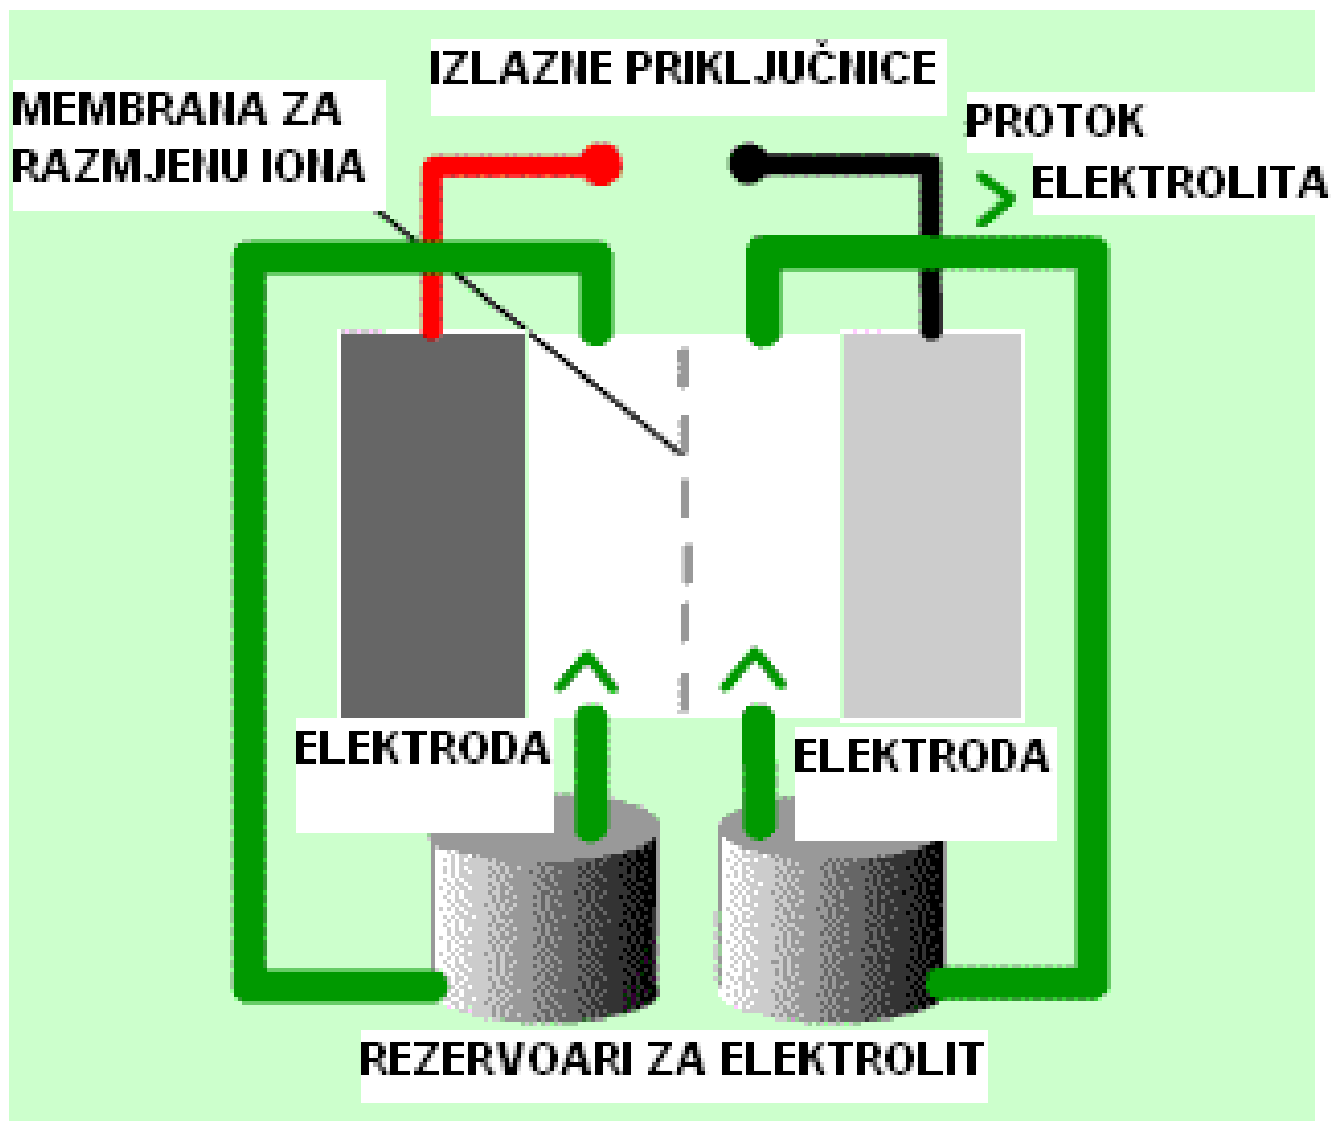 IZLAZNE PRIKLJUČNICE
MEMBRANA ZA
RAZMJENU IONA
PROTOK
ELEKTROLITA
ELEKTRODA
ELEKTRODA
REZERVOARI ZA ELEKTROLIT